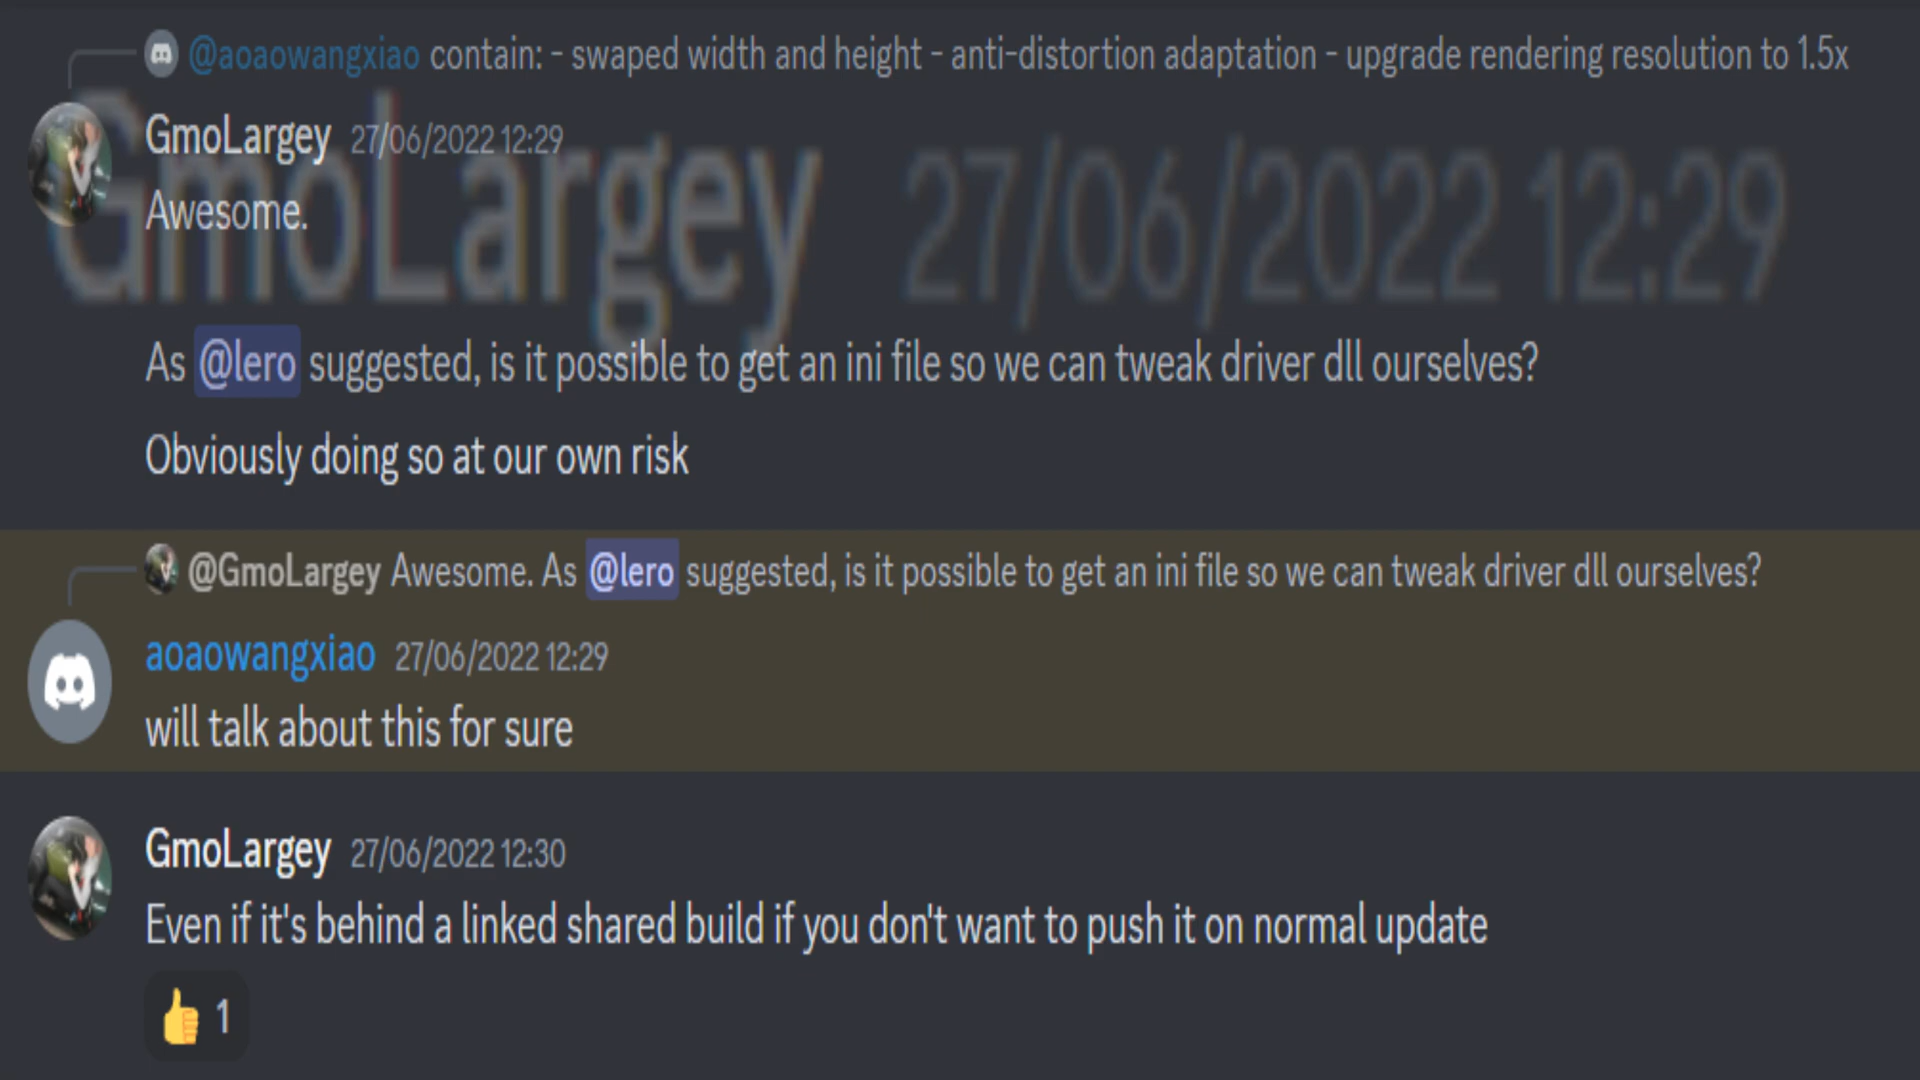 @aoaowangxiao contain: - swaped width and height - anti-distortion adaptation - upgrade rendering resolution to 1.5x
GmoLargey 27/06/2022 12:29
GmoLargey 27/06/2022 12:29
Awesome.
As @lero suggested, is it possible to get an ini file so we can tweak driver dll ourselves?
Obviously doing so at our own risk
@GmoLargey Awesome. As @lero suggested, is it possible to get an ini file so we can tweak driver dll ourselves?
aoaowangxiao 27/06/2022 12:29
will talk about this for sure
GmoLargey 27/06/2022 12:30
Even if it's behind a linked shared build if you don't want to push it on normal update
👍 1